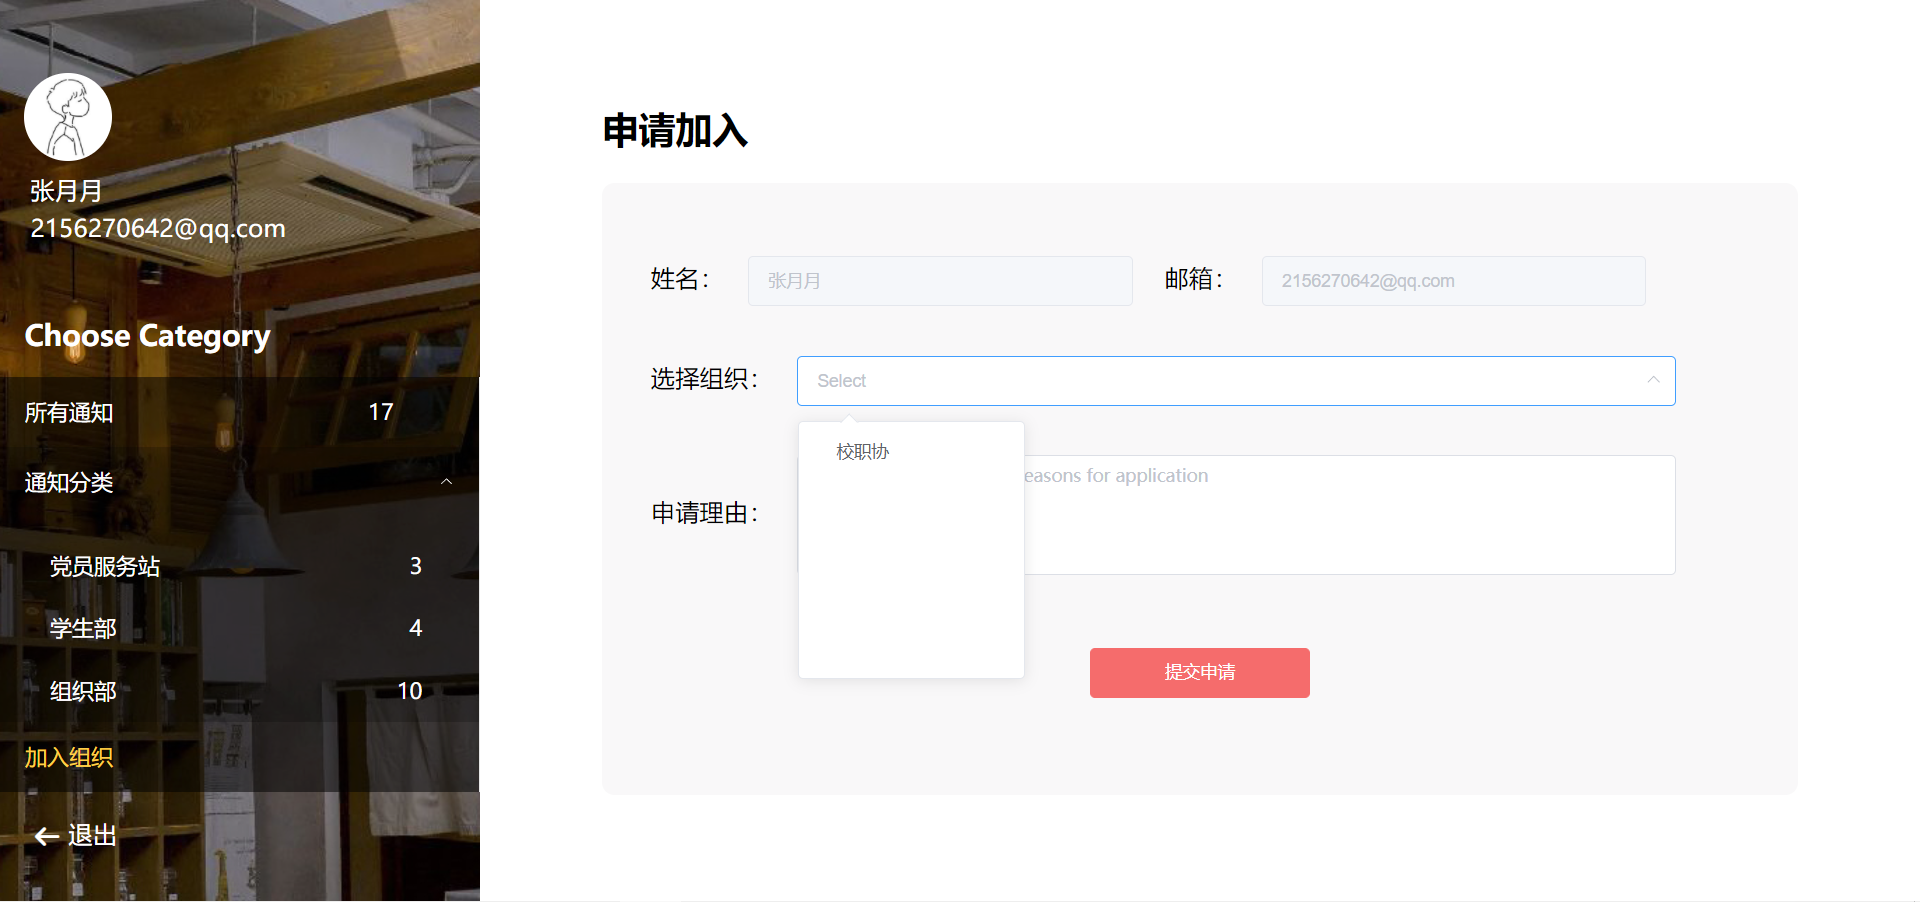 张月月
2156270642@qq.com
Choose Category
所有通知 17
通知分类
党员服务站 3
学生部 4
组织部 10
加入组织
退出
申请加入
姓名： 张月月 邮箱： 2156270642@qq.com
选择组织： Select
校职协
申请理由： easons for application
提交申请